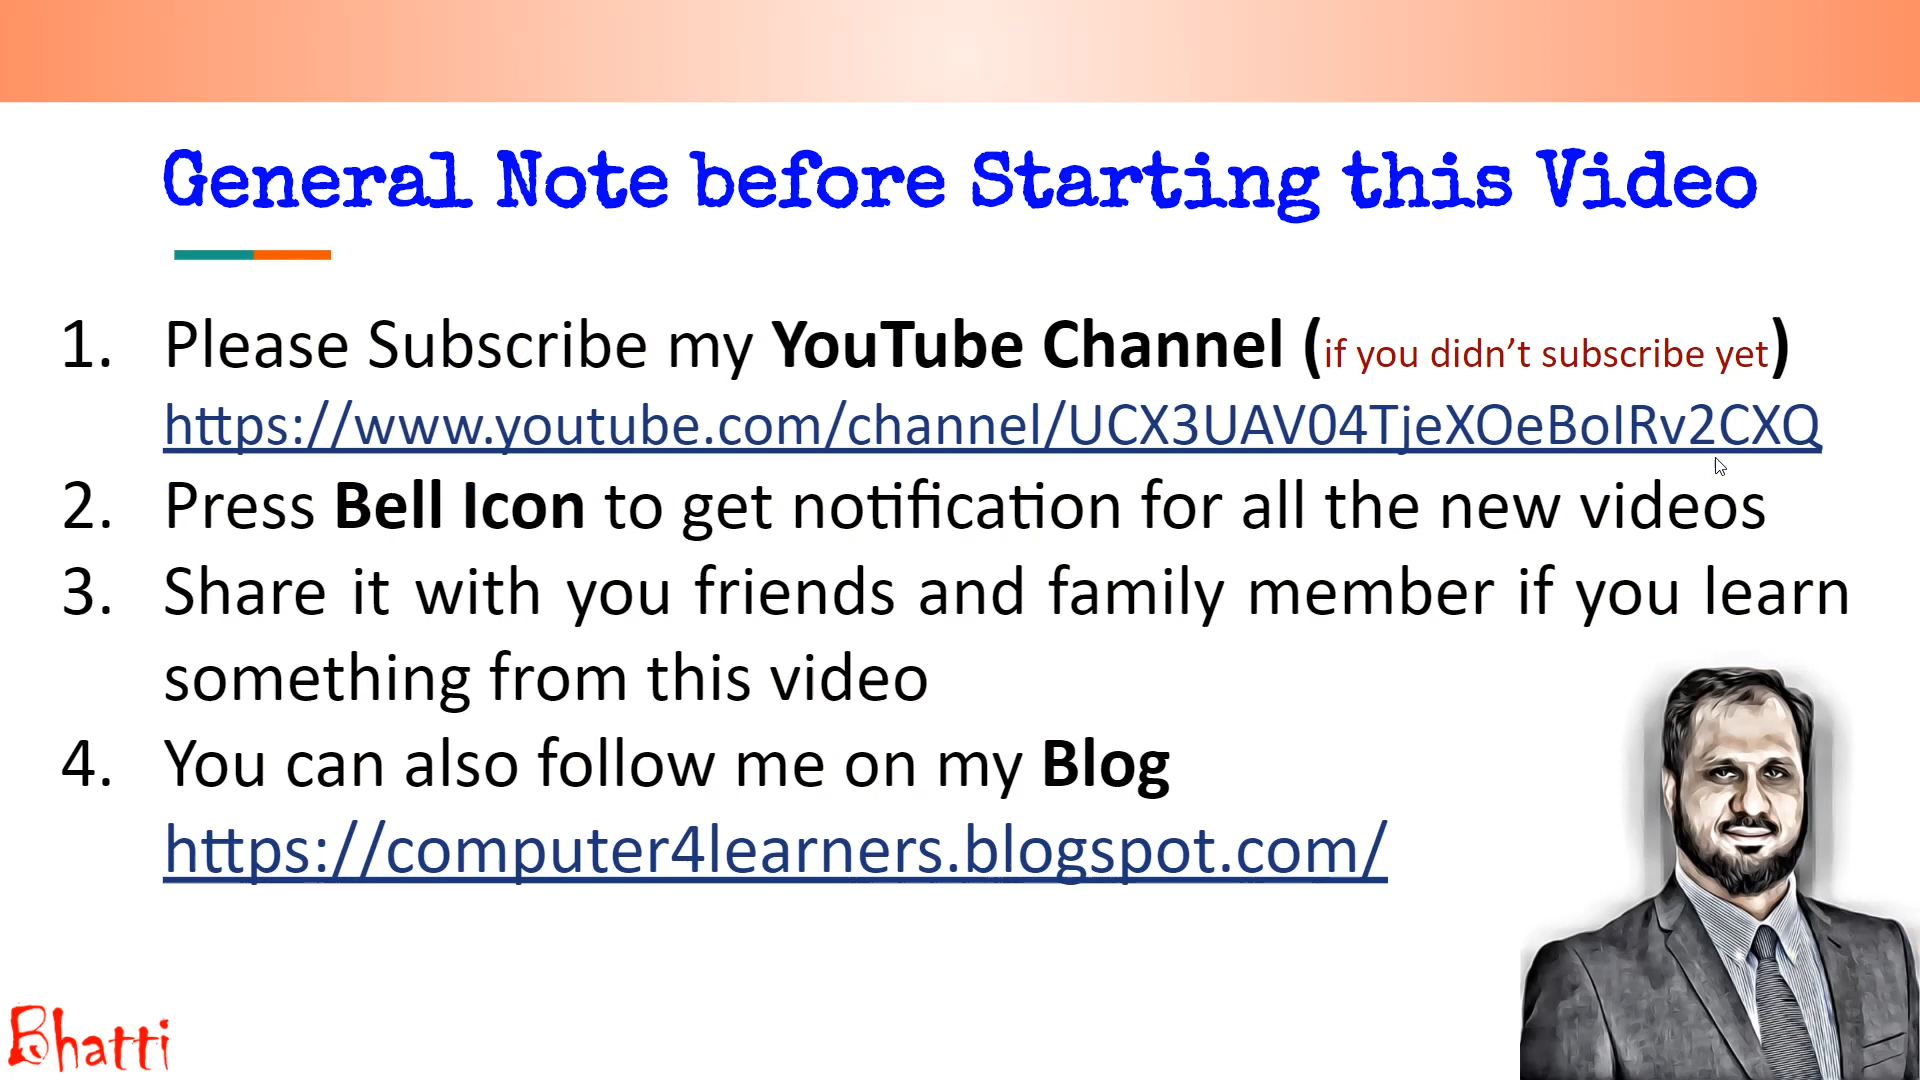 General Note before Starting this Video
1. Please Subscribe my YouTube Channel (if you didn’t subscribe yet)
https://www.youtube.com/channel/UCX3UAV04TjeXOeBoIRv2CXQ
2. Press Bell Icon to get notification for all the new videos
3. Share it with you friends and family member if you learn
something from this video
4. You can also follow me on my Blog
https://computer4learners.blogspot.com/
Bhatti